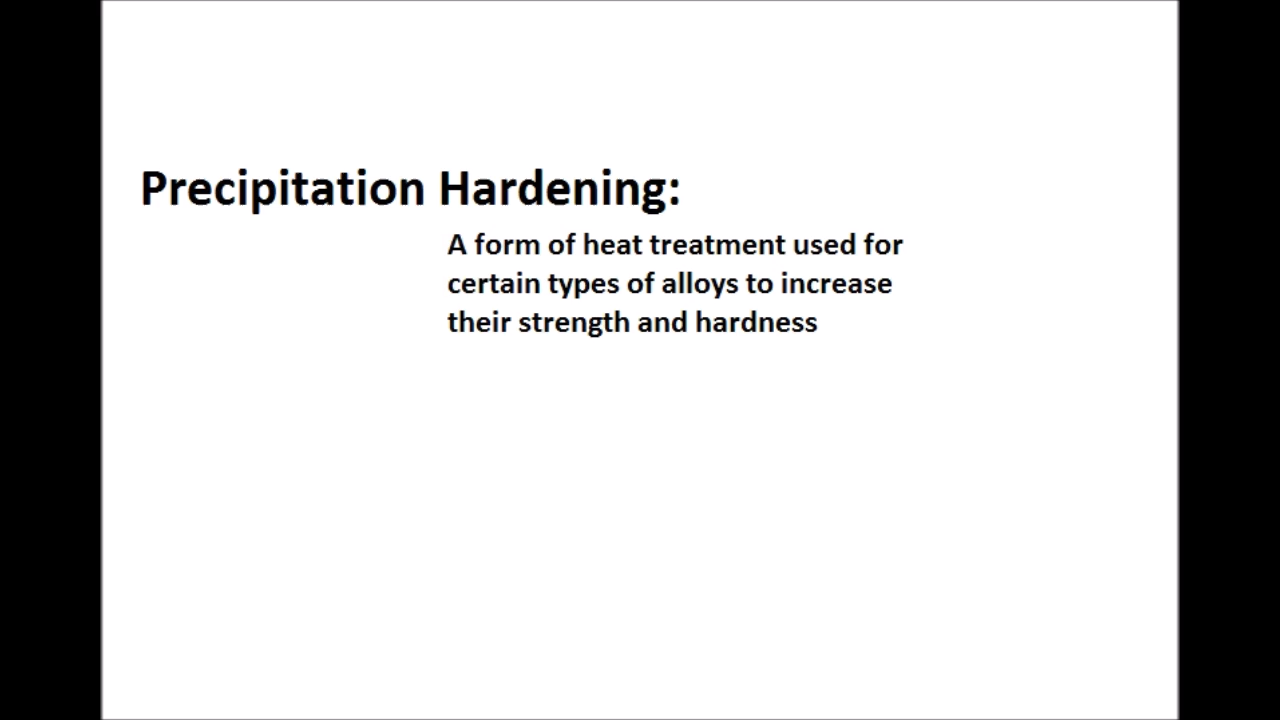 Precipitation Hardening:
A form of heat treatment used for
certain types of alloys to increase
their strength and hardness